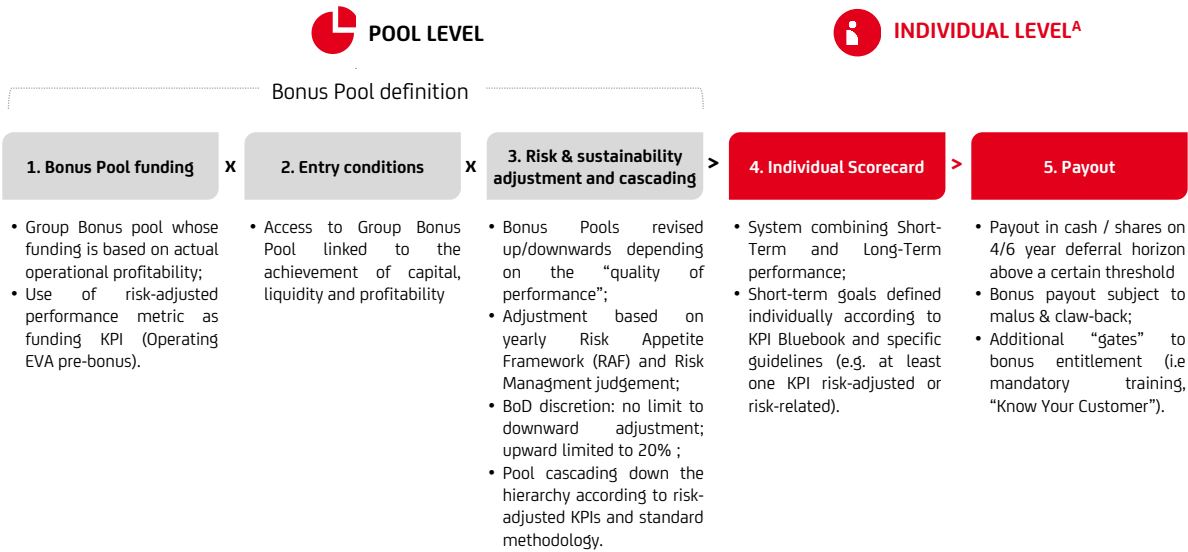 POOL LEVEL
INDIVIDUAL LEVELA
Bonus Pool definition
1. Bonus Pool funding
x
2. Entry conditions
x
3. Risk & sustainability
adjustment and cascading
>
4. Individual Scorecard
>
5. Payout
• Group Bonus pool whose
funding is based on actual
operational profitability;
• Use of risk-adjusted
performance metric as
funding KPI (Operating
EVA pre-bonus).
• Access to Group Bonus
Pool linked to the
achievement of capital,
liquidity and profitability
• Bonus Pools revised
up/downwards depending
on the “quality of
performance”;
• Adjustment based on
yearly Risk Appetite
Framework (RAF) and Risk
Managment judgement;
• BoD discretion: no limit to
downward adjustment;
upward limited to 20% ;
• Pool cascading down the
hierarchy according to risk-
adjusted KPIs and standard
methodology.
• System combining Short-
Term and Long-Term
performance;
• Short-term goals defined
individually according to
KPI Bluebook and specific
guidelines (e.g. at least
one KPI risk-adjusted or
risk-related).
• Payout in cash / shares on
4/6 year deferral horizon
above a certain threshold
• Bonus payout subject to
malus & claw-back;
• Additional “gates” to
bonus entitlement (i.e
mandatory training,
“Know Your Customer”).